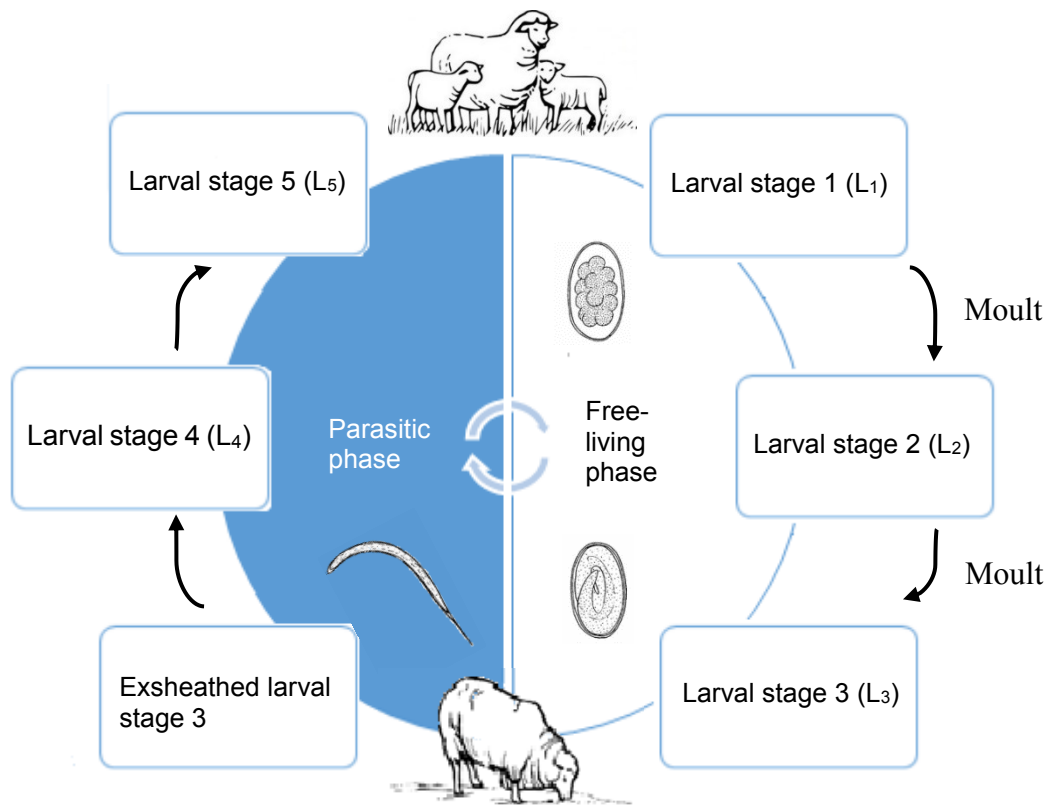 Larval stage 5 (L₅)
Larval stage 1 (L₁)
Moult
Larval stage 4 (L₄)
Parasitic
phase
Free-
living
phase
Larval stage 2 (L₂)
Moult
Exsheathed larval
stage 3
Larval stage 3 (L₃)